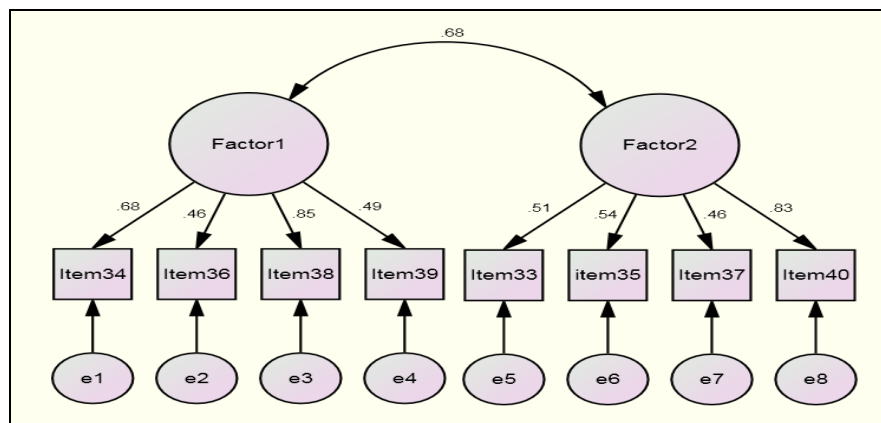 .68
Factor1 Factor2
.68 .46 .85 .49 .51 .54 .46 .83
Item34 Item36 Item38 Item39 Item33 item35 Item37 Item40
e1 e2 e3 e4 e5 e6 e7 e8